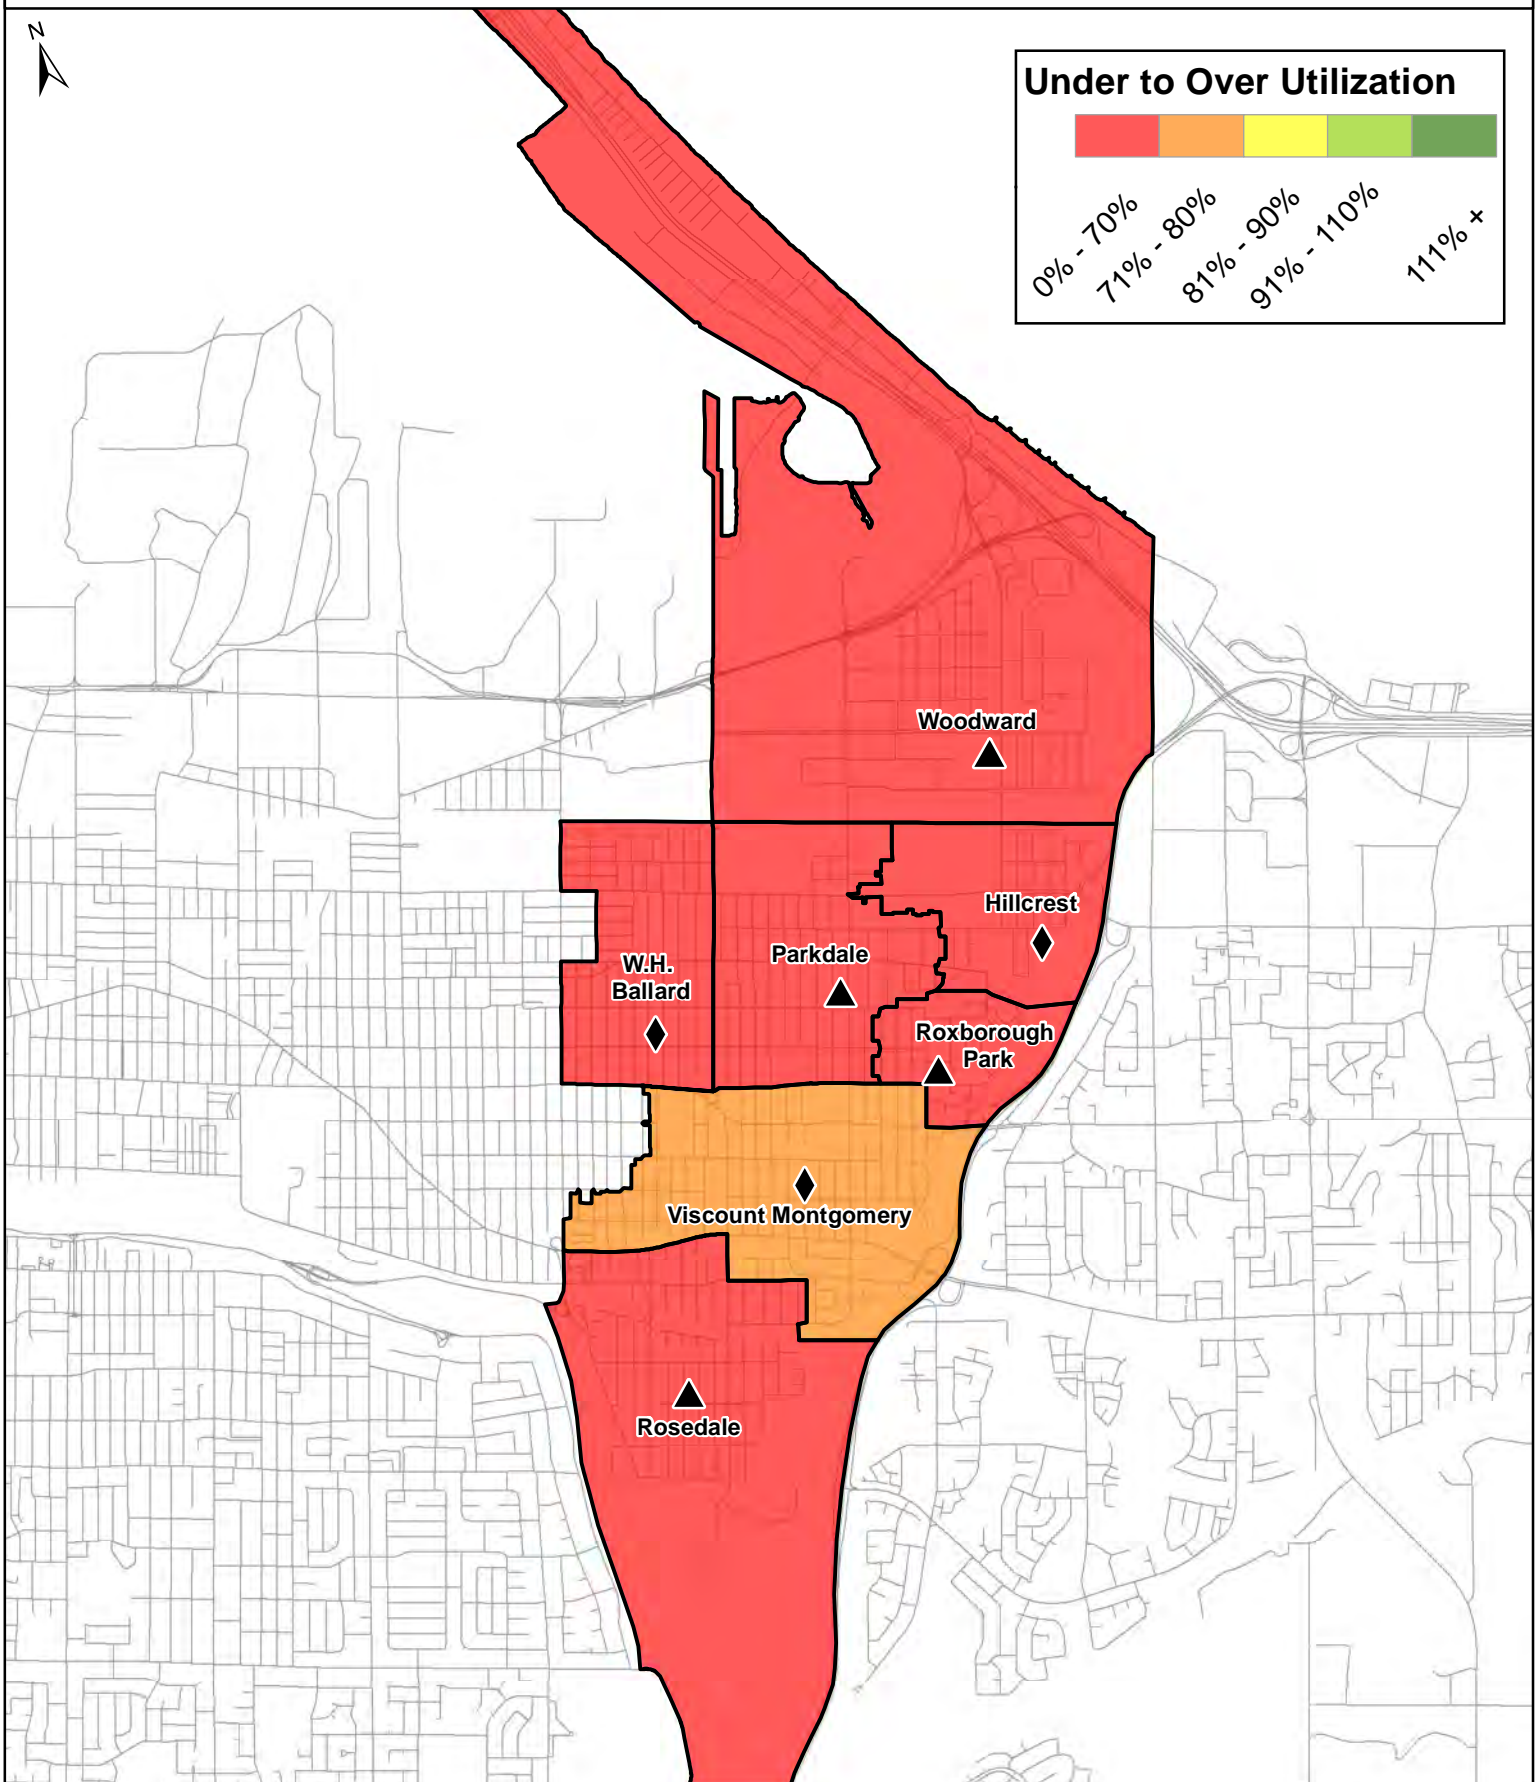 N
Under to Over Utilization
0% - 70%
71% - 80%
81% - 90%
91% - 110%
111% +
Woodward
Hillcrest
Parkdale
W.H.
Ballard
Roxborough
Park
Viscount Montgomery
Rosedale